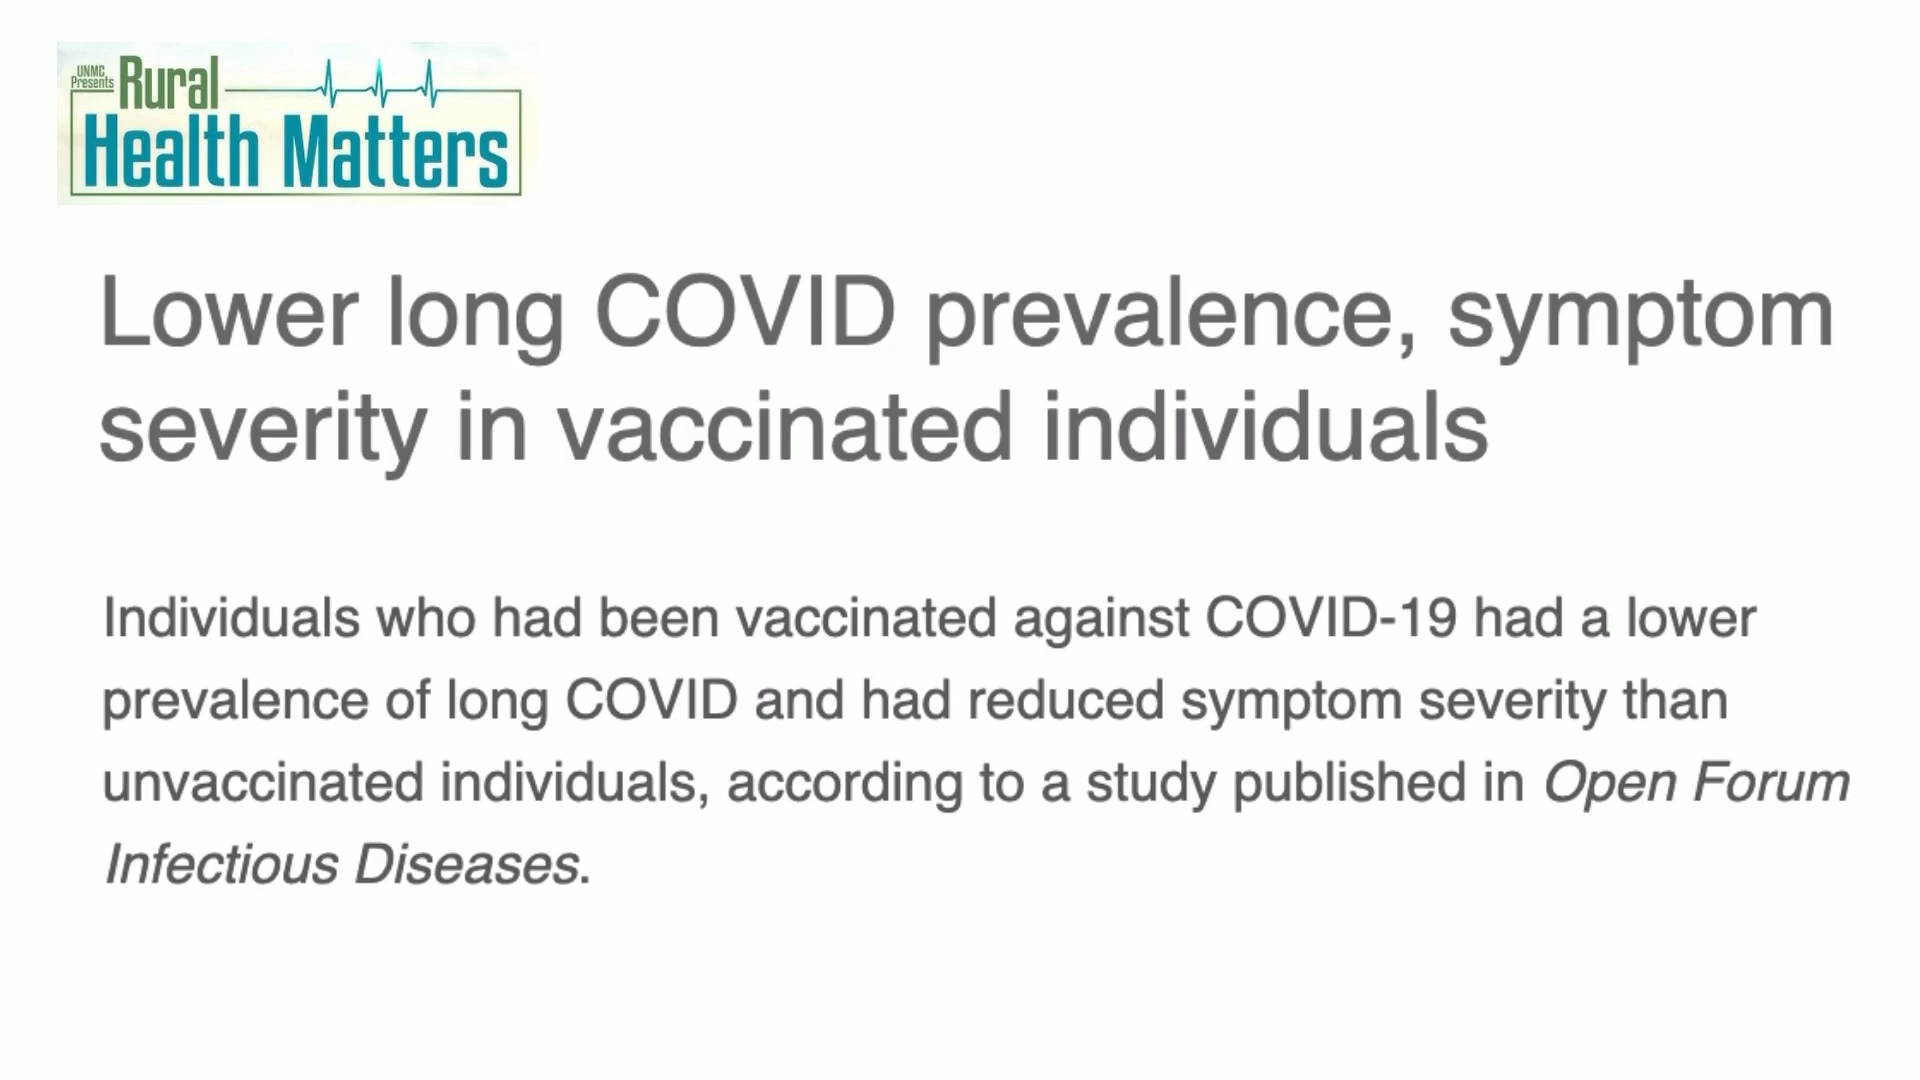 UNMC
Presents
Rural
Health Matters
Lower long COVID prevalence, symptom
severity in vaccinated individuals
Individuals who had been vaccinated against COVID-19 had a lower
prevalence of long COVID and had reduced symptom severity than
unvaccinated individuals, according to a study published in Open Forum
Infectious Diseases.